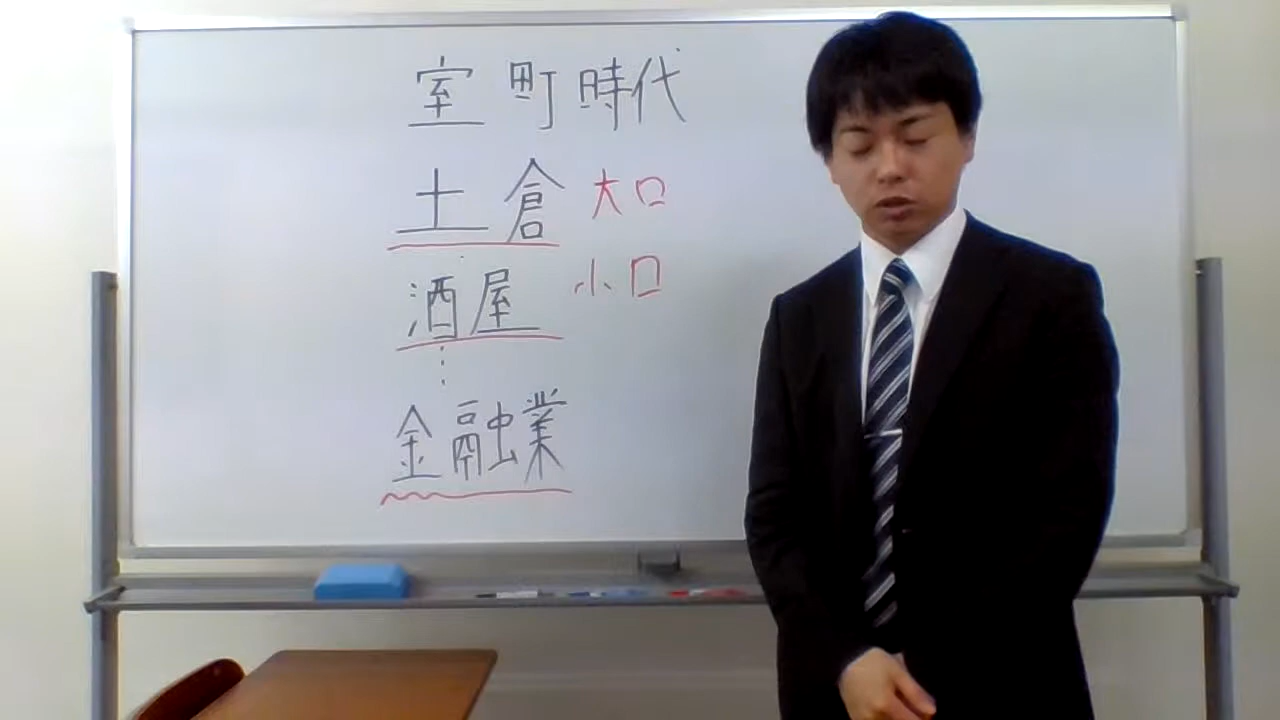 室町時代
土倉 大口
酒屋 小口
⋮
金融業